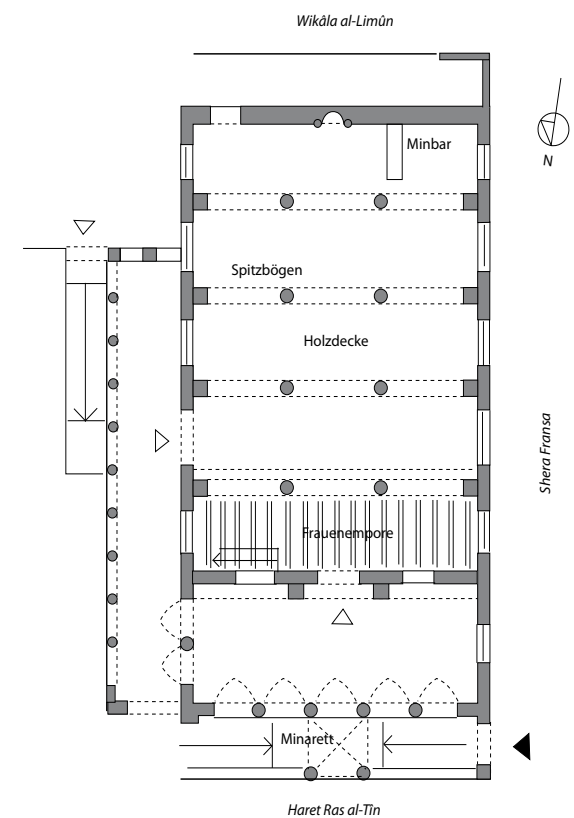 Wikâla al-Limûn
Minbar
N
Spitzbögen
Holzdecke
Shera Fransa
Frauenempore
Minarett
Haret Ras al-Tîn